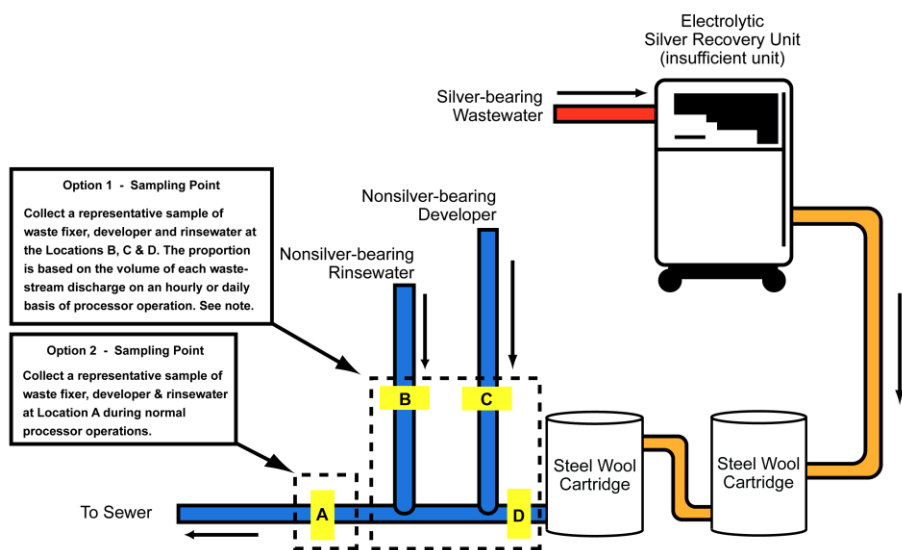 Electrolytic
Silver Recovery Unit
(insufficient unit)
Silver-bearing
Wastewater
Option 1 - Sampling Point
Collect a representative sample of
waste fixer, developer and rinsewater at
the Locations B, C & D. The proportion
is based on the volume of each waste-
stream discharge on an hourly or daily
basis of processor operation. See note.
Nonsilver-bearing
Developer
Nonsilver-bearing
Rinsewater
Option 2 - Sampling Point
Collect a representative sample of
waste fixer, developer & rinsewater
at Location A during normal
processor operations.
B
C
Steel Wool
Cartridge
Steel Wool
Cartridge
To Sewer
A
D